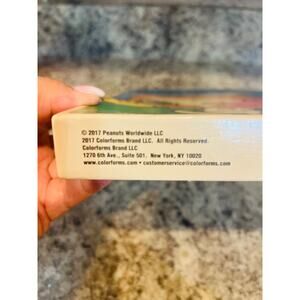 © 2017 Peanuts Worldwide LLC
2017 Colorforms Brand LLC. All Rights Reserved.
Colorforms Brand LLC
1270 6th Ave., Suite 501. New York, NY 10020
www.colorforms.com • customerservice@colorforms.com